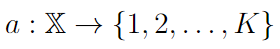 a : 𝕏 → {1, 2, . . . , K}